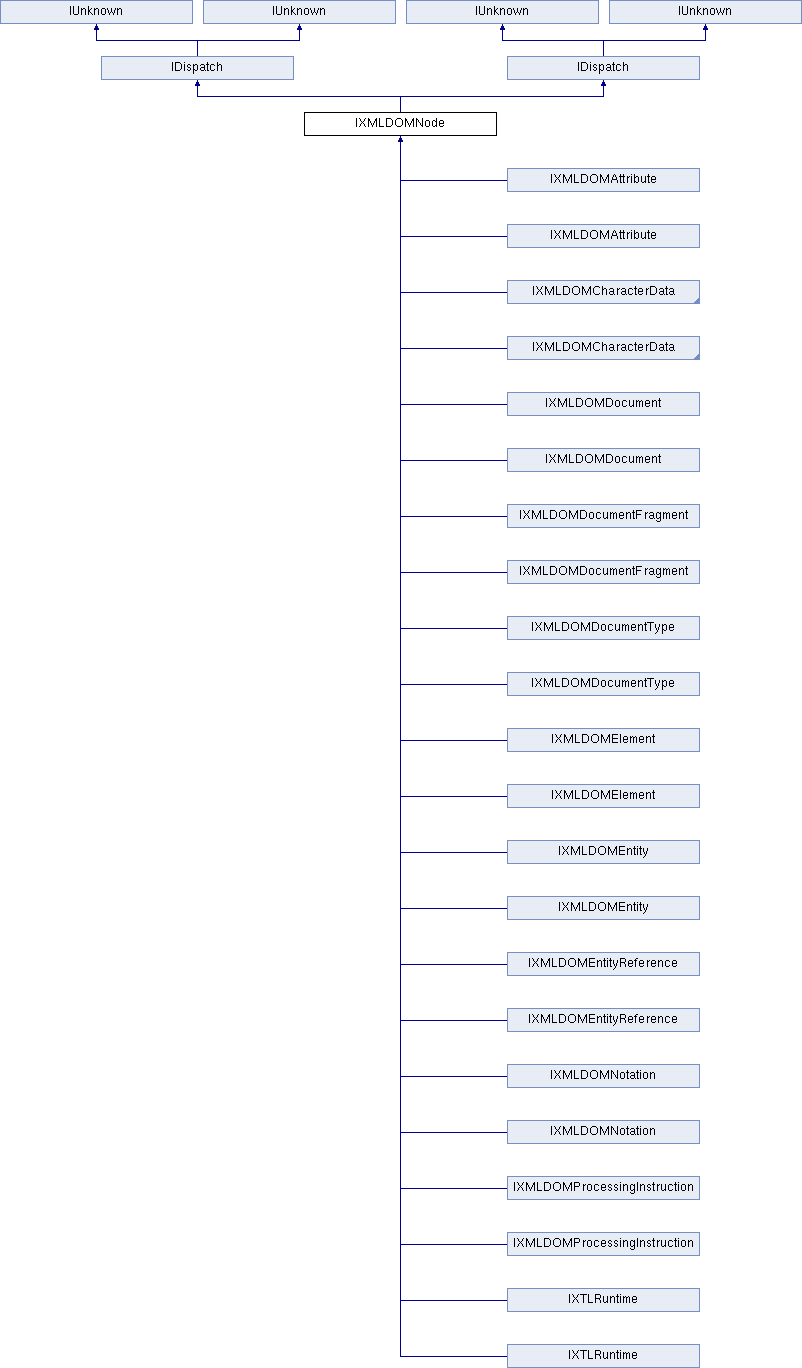 IUnknown
IUnknown
IUnknown
IUnknown
IDispatch
IDispatch
IXMLDOMNode
IXMLDOMAttribute
IXMLDOMAttribute
IXMLDOMCharacterData
IXMLDOMCharacterData
IXMLDOMDocument
IXMLDOMDocument
IXMLDOMDocumentFragment
IXMLDOMDocumentFragment
IXMLDOMDocumentType
IXMLDOMDocumentType
IXMLDOMElement
IXMLDOMElement
IXMLDOMEntity
IXMLDOMEntity
IXMLDOMEntityReference
IXMLDOMEntityReference
IXMLDOMNotation
IXMLDOMNotation
IXMLDOMProcessingInstruction
IXMLDOMProcessingInstruction
IXTLRuntime
IXTLRuntime